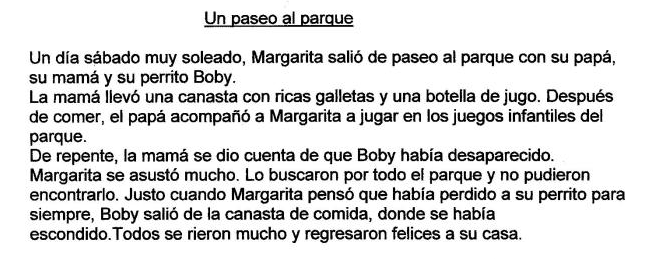 Un paseo al parque
Un día sábado muy soleado, Margarita salió de paseo al parque con su papá,
su mamá y su perrito Boby.
La mamá llevó una canasta con ricas galletas y una botella de jugo. Después
de comer, el papá acompañó a Margarita a jugar en los juegos infantiles del
parque.
De repente, la mamá se dio cuenta de que Boby había desaparecido.
Margarita se asustó mucho. Lo buscaron por todo el parque y no pudieron
encontrarlo. Justo cuando Margarita pensó que había perdido a su perrito para
siempre, Boby salió de la canasta de comida, donde se había
escondido.Todos se rieron mucho y regresaron felices a su casa.